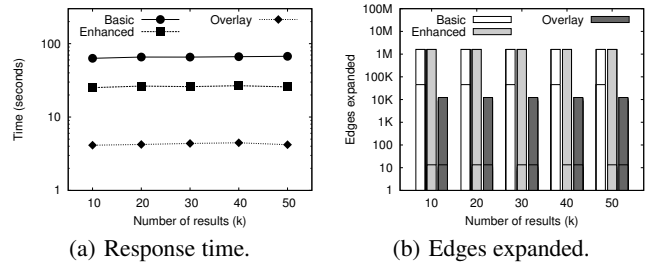 Basic
Enhanced
Overlay
100
10
1
Time (seconds)
10 20 30 40 50
Number of results (k)
(a) Response time.
Basic
Enhanced
Overlay
100M
10M
1M
100K
10K
1K
100
10
1
Edges expanded
10 20 30 40 50
Number of results (k)
(b) Edges expanded.